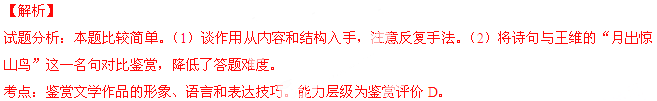 【解析】
试题分析：本题比较简单。（1）谈作用从内容和结构入手，注意反复手法。（2）将诗句与王维的“月出惊
山鸟”这一名句对比鉴赏，降低了答题难度。
考点：鉴赏文学作品的形象、语言和表达技巧。能力层级为鉴赏评价 D。